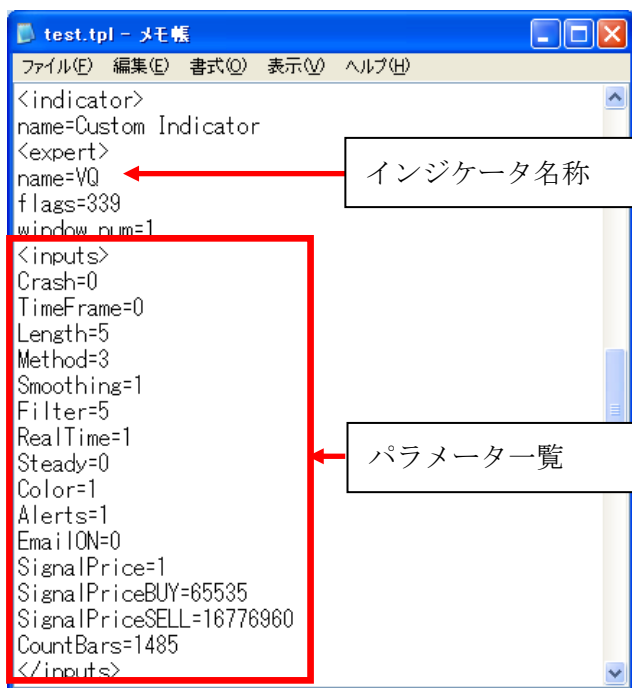 test.tpl - メモ帳
ファイル(F) 編集(E) 書式(O) 表示(V) ヘルプ(H)
<indicator>
name=Custom Indicator
<expert>
name=VQ
インジケータ名称
flags=339
window_num=1
<inputs>
Crash=0
TimeFrame=0
Length=5
Method=3
Smoothing=1
Filter=5
RealTime=1
Steady=0
パラメータ一覧
Color=1
Alerts=1
EmailON=0
SignalPrice=1
SignalPriceBUY=65535
SignalPriceSELL=16776960
CountBars=1485
</inputs>